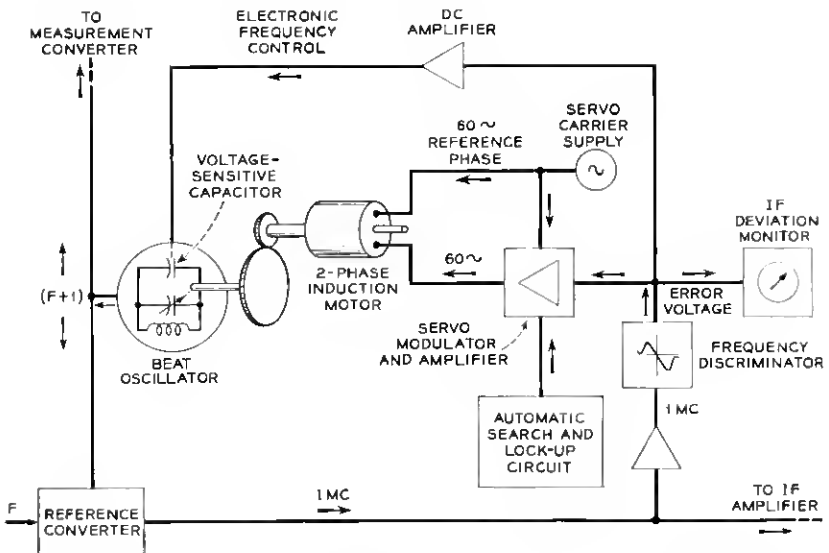 TO
MEASUREMENT
CONVERTER
ELECTRONIC
FREQUENCY
CONTROL
DC
AMPLIFIER
VOLTAGE-
SENSITIVE
CAPACITOR
60~
REFERENCE
PHASE
SERVO
CARRIER
SUPPLY
IF
DEVIATION
MONITOR
2-PHASE
INDUCTION
MOTOR
60~
(F+1)
ERROR
VOLTAGE
BEAT
OSCILLATOR
SERVO
MODULATOR
AND AMPLIFIER
FREQUENCY
DISCRIMINATOR
1 MC
AUTOMATIC
SEARCH AND
LOCK-UP
CIRCUIT
F
REFERENCE
CONVERTER
1MC
TO IF
AMPLIFIER